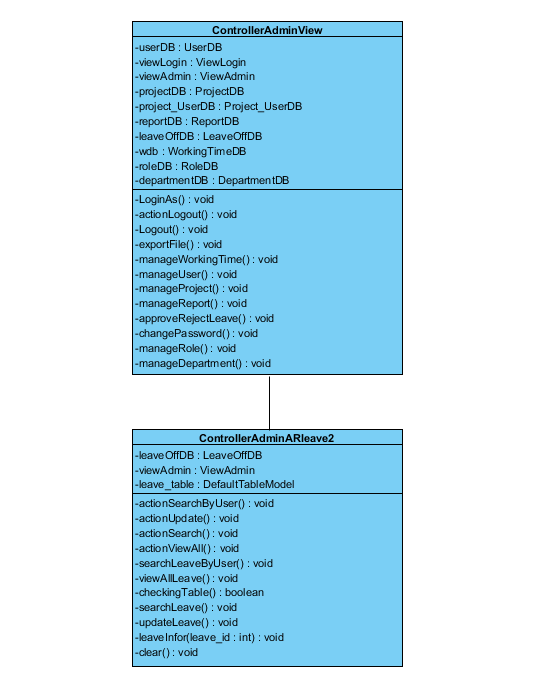 ControllerAdminView
-userDB : UserDB
-viewLogin : ViewLogin
-viewAdmin : ViewAdmin
-projectDB : ProjectDB
-project_UserDB : Project_UserDB
-reportDB : ReportDB
-leaveOffDB : LeaveOffDB
-wdb : WorkingTimeDB
-roleDB : RoleDB
-departmentDB : DepartmentDB
-LoginAs() : void
-actionLogout() : void
-Logout() : void
-exportFile() : void
-manageWorkingTime() : void
-manageUser() : void
-manageProject() : void
-manageReport() : void
-approveRejectLeave() : void
-changePassword() : void
-manageRole() : void
-manageDepartment() : void
ControllerAdminARleave2
-leaveOffDB : LeaveOffDB
-viewAdmin : ViewAdmin
-leave_table : DefaultTableModel
-actionSearchByUser() : void
-actionUpdate() : void
-actionSearch() : void
-actionViewAll() : void
-searchLeaveByUser() : void
-viewAllLeave() : void
-checkingTable() : boolean
-searchLeave() : void
-updateLeave() : void
-leaveInfor(leave_id : int) : void
-clear() : void